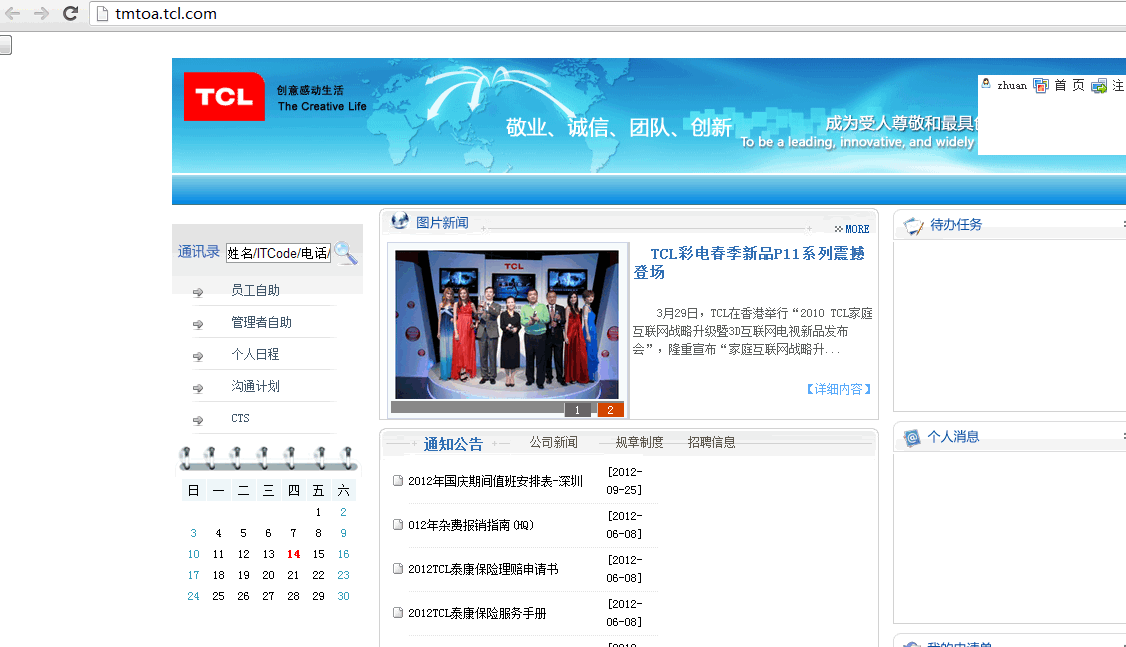 tmtoa.tcl.com
TCL
创意感动生活
The Creative Life
敬业、诚信、团队、创新
成为受人尊敬和最具
To be a leading, innovative, and widely
zhuan 首 页 注
通讯录 姓名/ITCode/电话/
员工自助
管理者自助
个人日程
沟通计划
CTS
日 一 二 三 四 五 六
1 2
3 4 5 6 7 8 9
10 11 12 13 14 15 16
17 18 19 20 21 22 23
24 25 26 27 28 29 30
图片新闻
MORE
TCL
1 2
TCL彩电春季新品P11系列震撼
登场
3月29日，TCL在香港举行“2010 TCL家庭
互联网战略升级暨3D互联网电视新品发布
会”，隆重宣布“家庭互联网战略升...
【详细内容】
通知公告 公司新闻 规章制度 招聘信息
2012年国庆期间值班安排表-深圳 [2012-
09-25]
012年杂费报销指南(HQ) [2012-
06-08]
2012TCL泰康保险理赔申请书 [2012-
06-08]
2012TCL泰康保险服务手册 [2012-
06-08]
[2012-
待办任务
个人消息
我的申请单